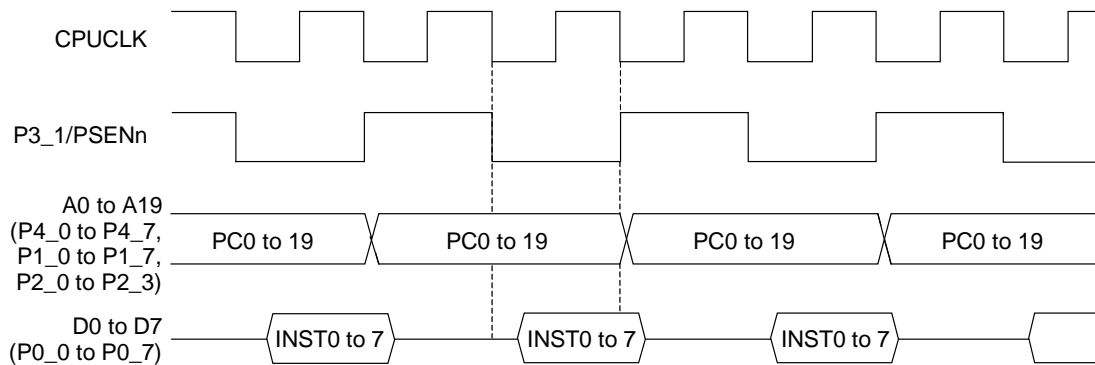 CPUCLK
P3_1/PSENn
A0 to A19
(P4_0 to P4_7,
P1_0 to P1_7,
P2_0 to P2_3)
PC0 to 19
PC0 to 19
PC0 to 19
PC0 to 19
D0 to D7
(P0_0 to P0_7)
INST0 to 7
INST0 to 7
INST0 to 7